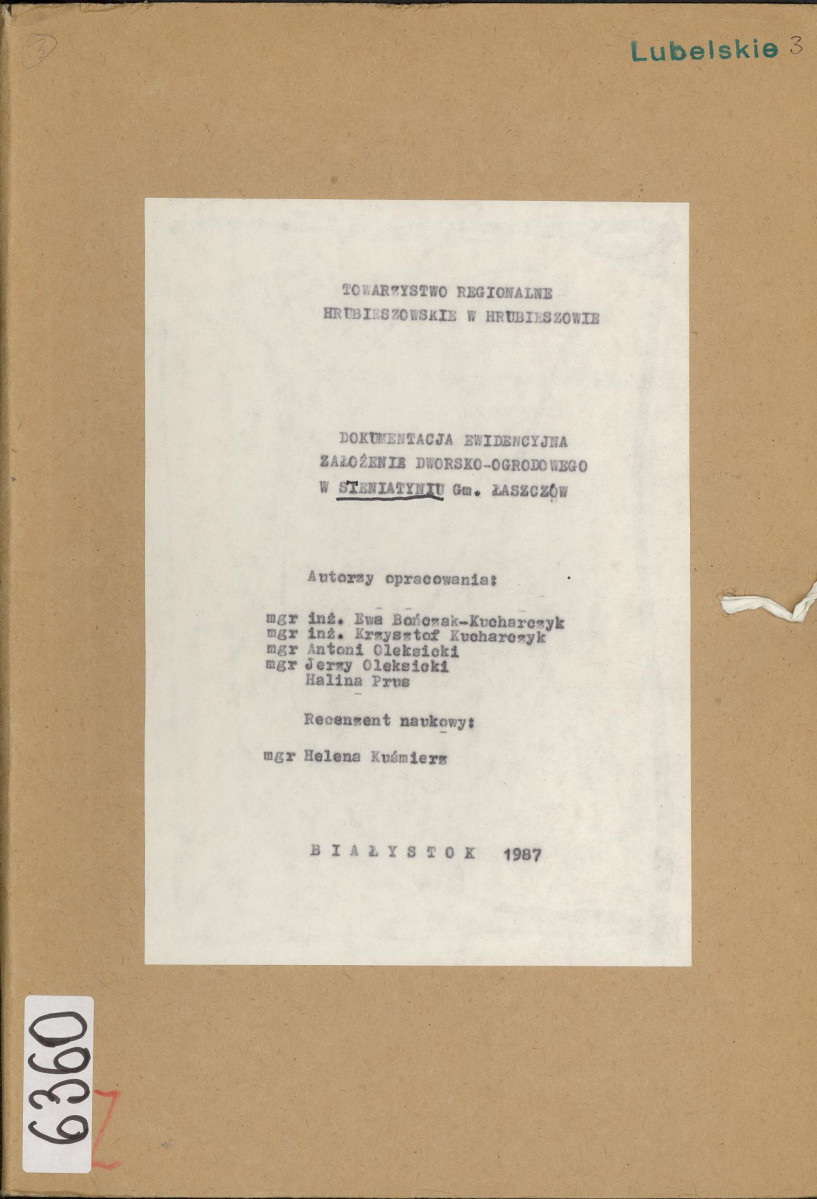 3
Lubelskie 3
TOWARZYSTWO REGIONALNE
HRUBIESZOWSKIE W HRUBIESZOWIE
DOKUMENTACJA EWIDENCYJNA
ZAŁOŻENIE DWORSKO-OGRODOWEGO
W STENIATYNIU Gm. ŁASZCZÓW
Autorzy opracowania:
mgr inż. Ewa Bończak-Kucharczyk
mgr inż. Krzysztof Kucharczyk
mgr Antoni Oleksicki
mgr Jerzy Oleksicki
Halina Prus
Recenzent naukowy:
mgr Helena Kuśmierz
BIAŁYSTOK 1987
6360
Z